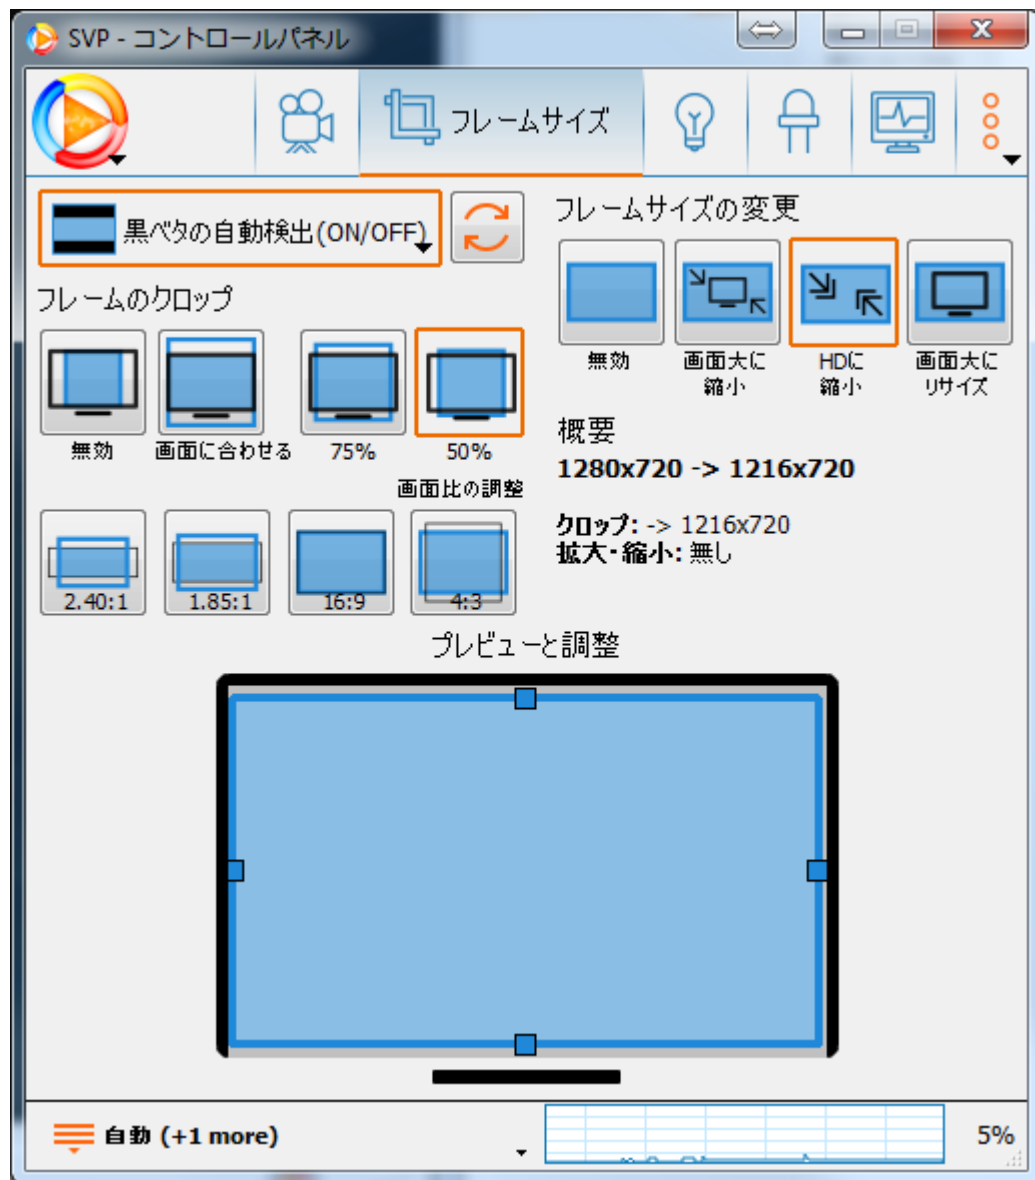 SVP - コントロールパネル
フレームサイズ
黒ベタの自動検出(ON/OFF)
フレームのクロップ
無効
画面に合わせる
75%
50%
画面比の調整
2.40:1
1.85:1
16:9
4:3
フレームサイズの変更
無効
画面大に
縮小
HDに
縮小
画面大に
リサイズ
概要
1280x720 -> 1216x720
クロップ: -> 1216x720
拡大・縮小: 無し
プレビューと調整
自動 (+1 more)
5%